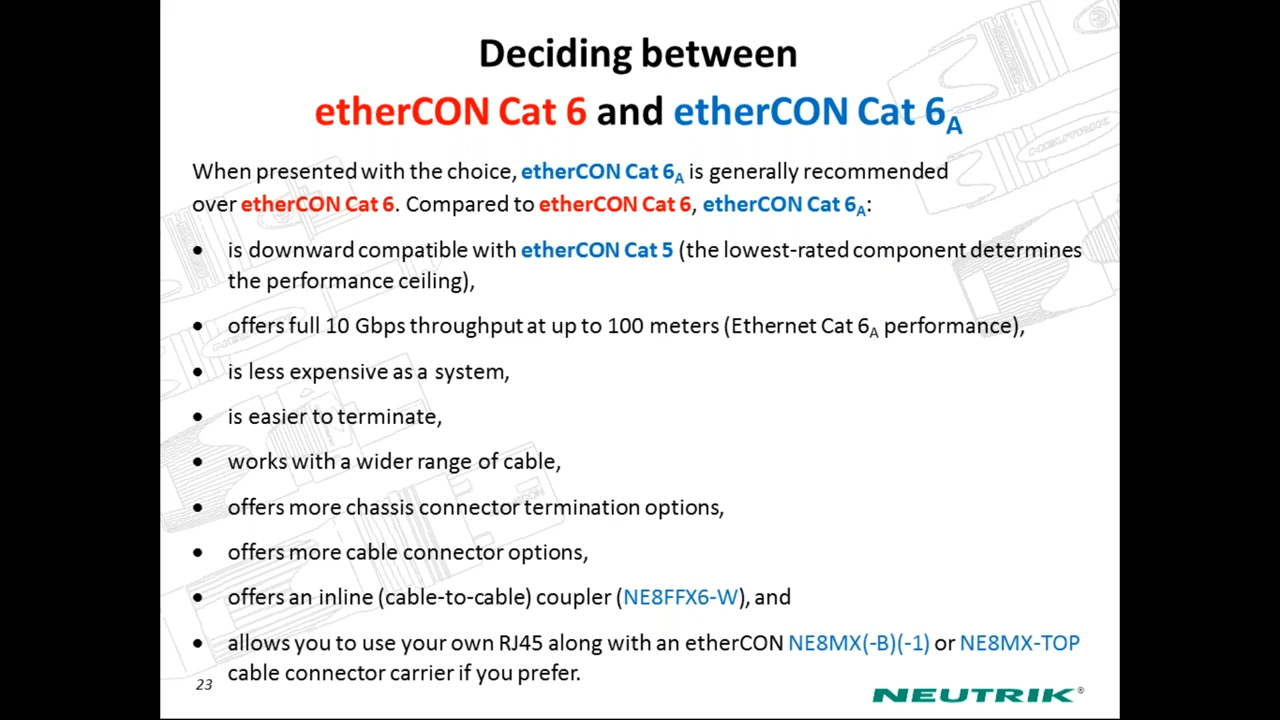 Deciding between
etherCON Cat 6 and etherCON Cat 6A
When presented with the choice, etherCON Cat 6A is generally recommended
over etherCON Cat 6. Compared to etherCON Cat 6, etherCON Cat 6A:
• is downward compatible with etherCON Cat 5 (the lowest-rated component determines
the performance ceiling),
• offers full 10 Gbps throughput at up to 100 meters (Ethernet Cat 6A performance),
• is less expensive as a system,
• is easier to terminate,
• works with a wider range of cable,
• offers more chassis connector termination options,
• offers more cable connector options,
• offers an inline (cable-to-cable) coupler (NE8FFX6-W), and
• allows you to use your own RJ45 along with an etherCON NE8MX(-B)(-1) or NE8MX-TOP
cable connector carrier if you prefer.
23
NEUTRIK®
NEUTRIK